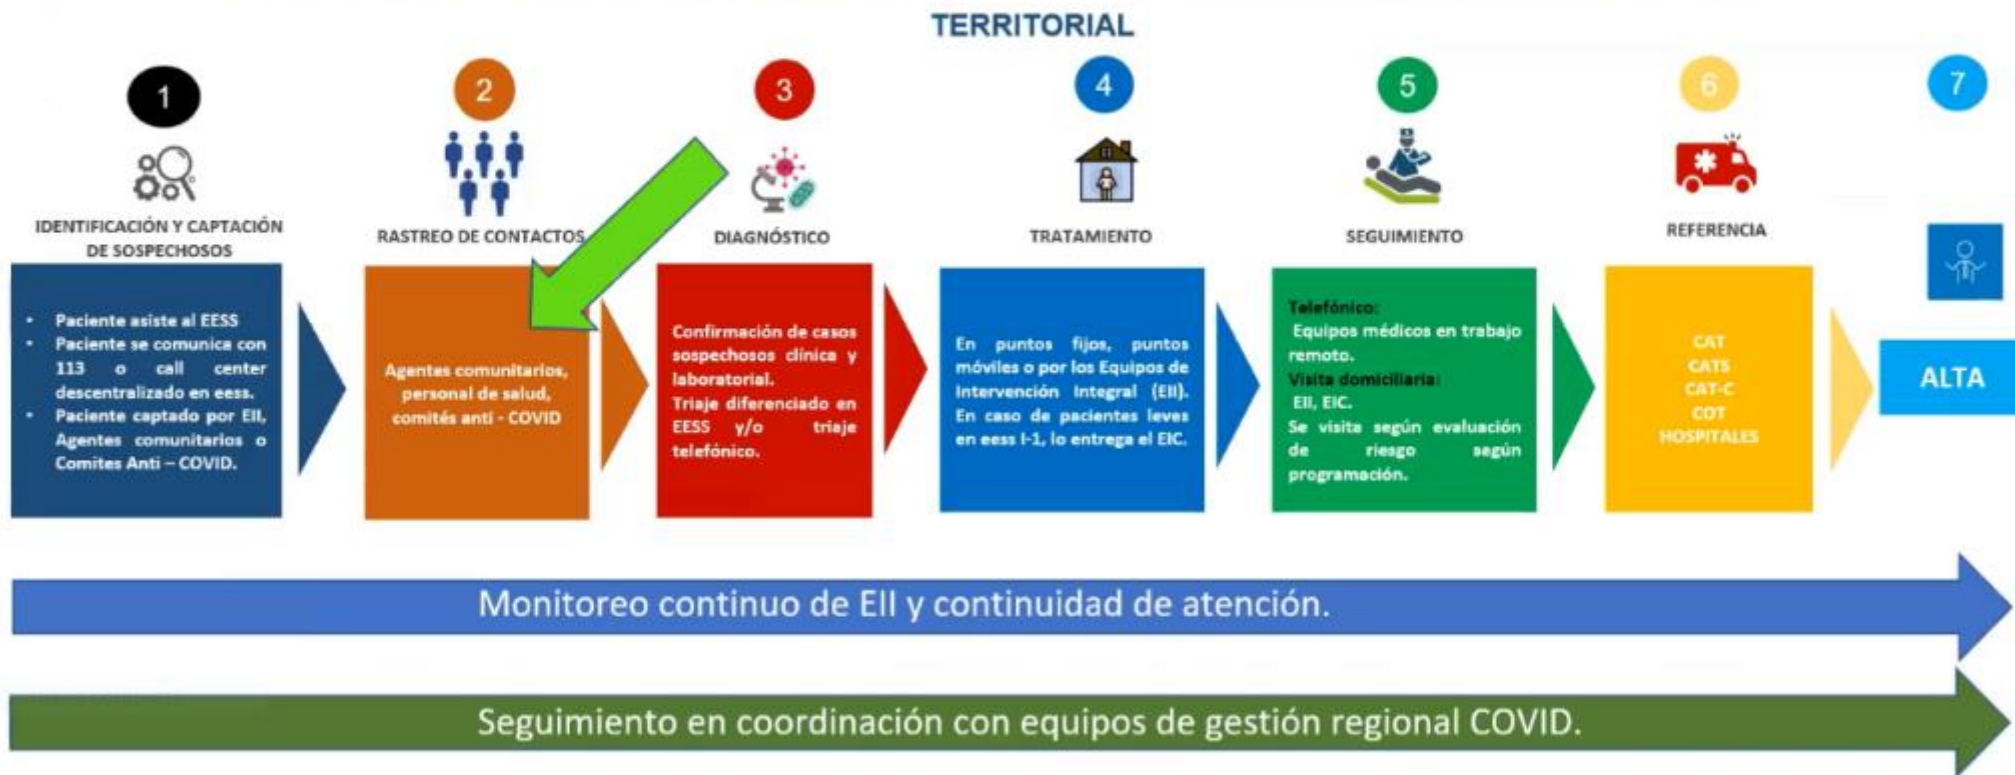 TERRITORIAL
1
IDENTIFICACIÓN Y CAPTACIÓN
DE SOSPECHOSOS
• Paciente asiste al EESS
• Paciente se comunica con
113 o call center
descentralizado en eess.
• Paciente captado por EII,
Agentes comunitarios o
Comites Anti – COVID.
2
RASTREO DE CONTACTOS
Agentes comunitarios,
personal de salud,
comités anti - COVID
3
DIAGNÓSTICO
Confirmación de casos
sospechosos clínica y
laboratorial.
Triaje diferenciado en
EESS y/o triaje
telefónico.
4
TRATAMIENTO
En puntos fijos, puntos
móviles o por los Equipos de
Intervención Integral (EII).
En caso de pacientes leves
en eess I-1, lo entrega el EIC.
5
SEGUIMIENTO
Telefónico:
Equipos médicos en trabajo
remoto.
Visita domiciliaria:
EII, EIC.
Se visita según evaluación
de riesgo según
programación.
6
REFERENCIA
CAT
CATS
CAT-C
COT
HOSPITALES
7
ALTA
Monitoreo continuo de EII y continuidad de atención.
Seguimiento en coordinación con equipos de gestión regional COVID.